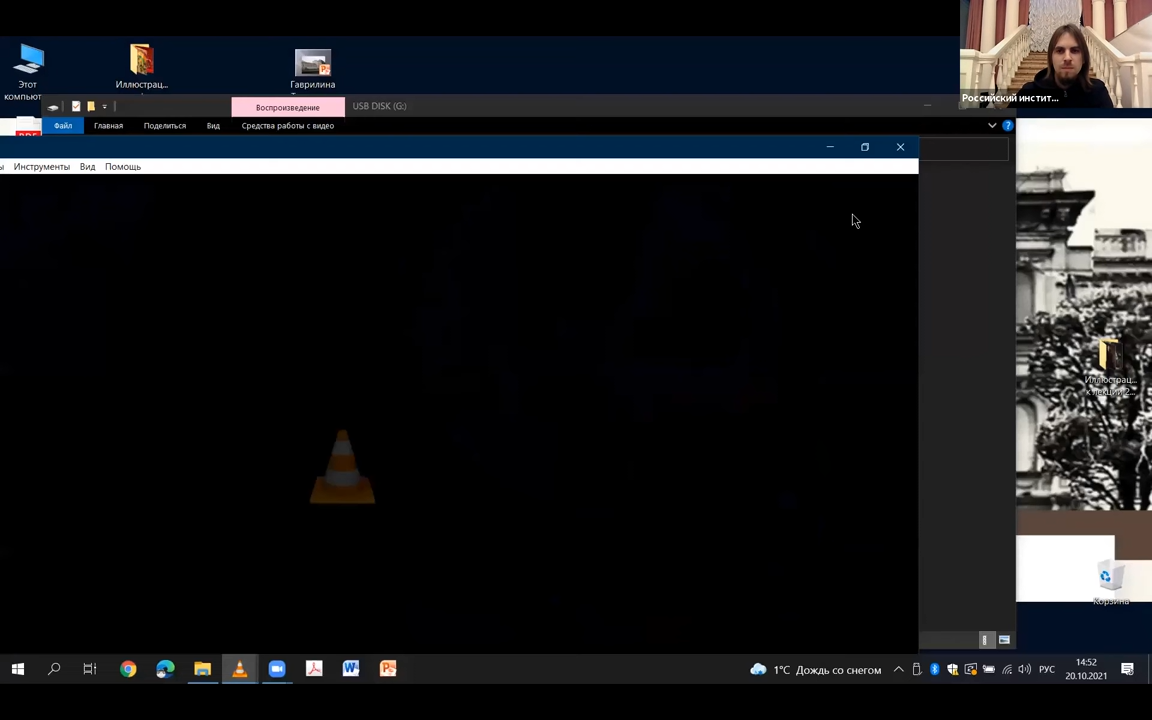 Российский инстит...
Этот
компьют...
Иллюстрац...
Гаврилина
Воспроизведение
USB DISK (G:)
Файл
Главная
Поделиться
Вид
Средства работы с видео
Инструменты
Вид
Помощь
Иллюстрац...
Корзина
1°C Дождь со снегом
РУС
14:52
20.10.2021